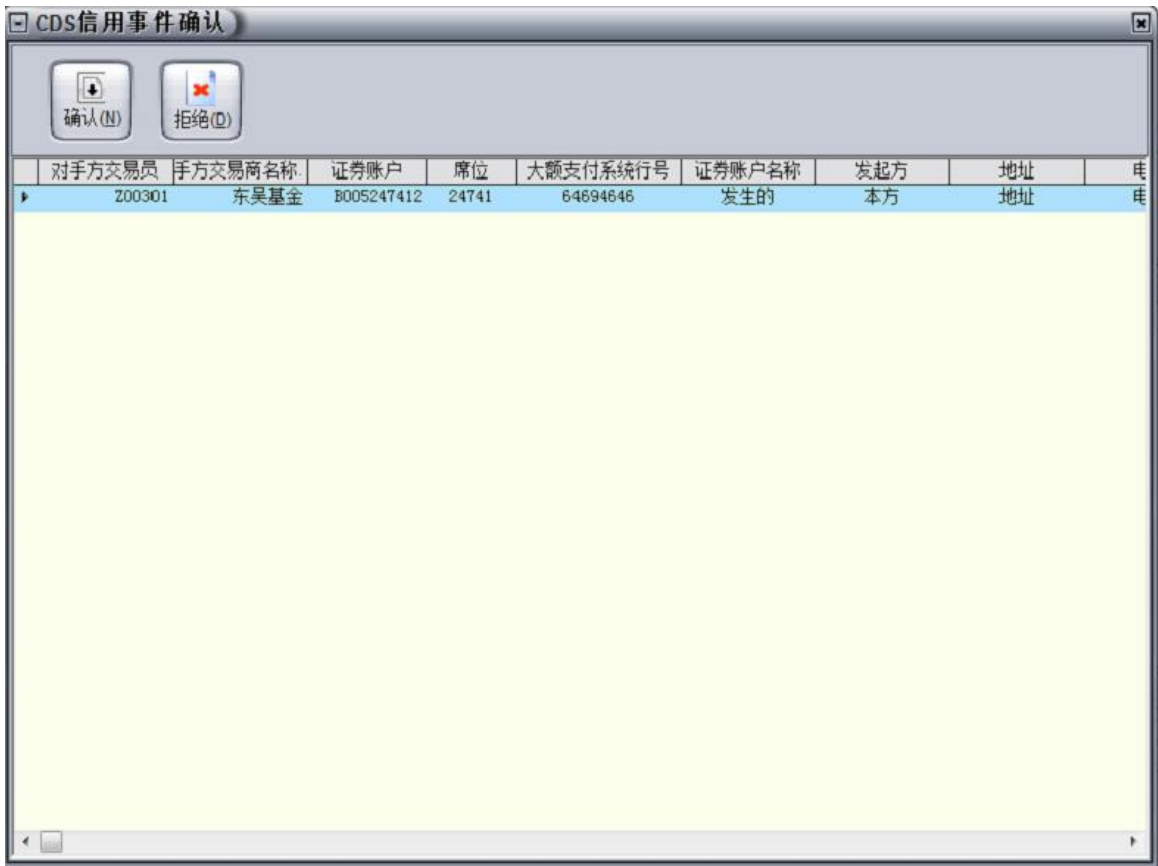 CDS信用事件确认
确认(N) 拒绝(D)
对手方交易员 手方交易商名称 证券账户 席位 大额支付系统行号 证券账户名称 发起方 地址 电
Z00301 东吴基金 B005247412 24741 64694646 发生的 本方 地址 电